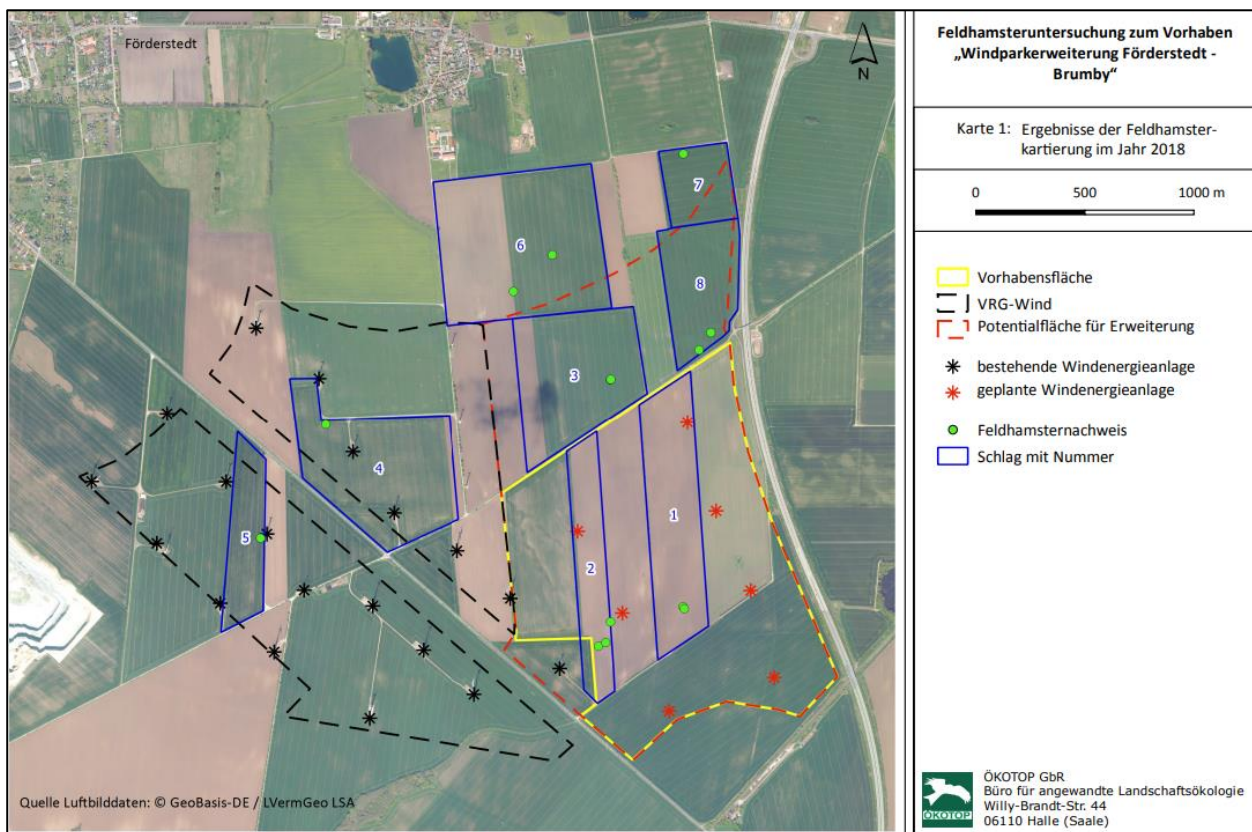 Förderstedt
N
7
6
8
3
4
1
5
2
Quelle Luftbilddaten: © GeoBasis-DE / LVermGeo LSA
Feldhamsteruntersuchung zum Vorhaben
„Windparkerweiterung Förderstedt -
Brumby“
Karte 1: Ergebnisse der Feldhamster-
kartierung im Jahr 2018
0 500 1000 m
Vorhabensfläche
VRG-Wind
Potentialfläche für Erweiterung
bestehende Windenergieanlage
geplante Windenergieanlage
Feldhamsternachweis
Schlag mit Nummer
ÖKOTOP
ÖKOTOP GbR
Büro für angewandte Landschaftsökologie
Willy-Brandt-Str. 44
06110 Halle (Saale)